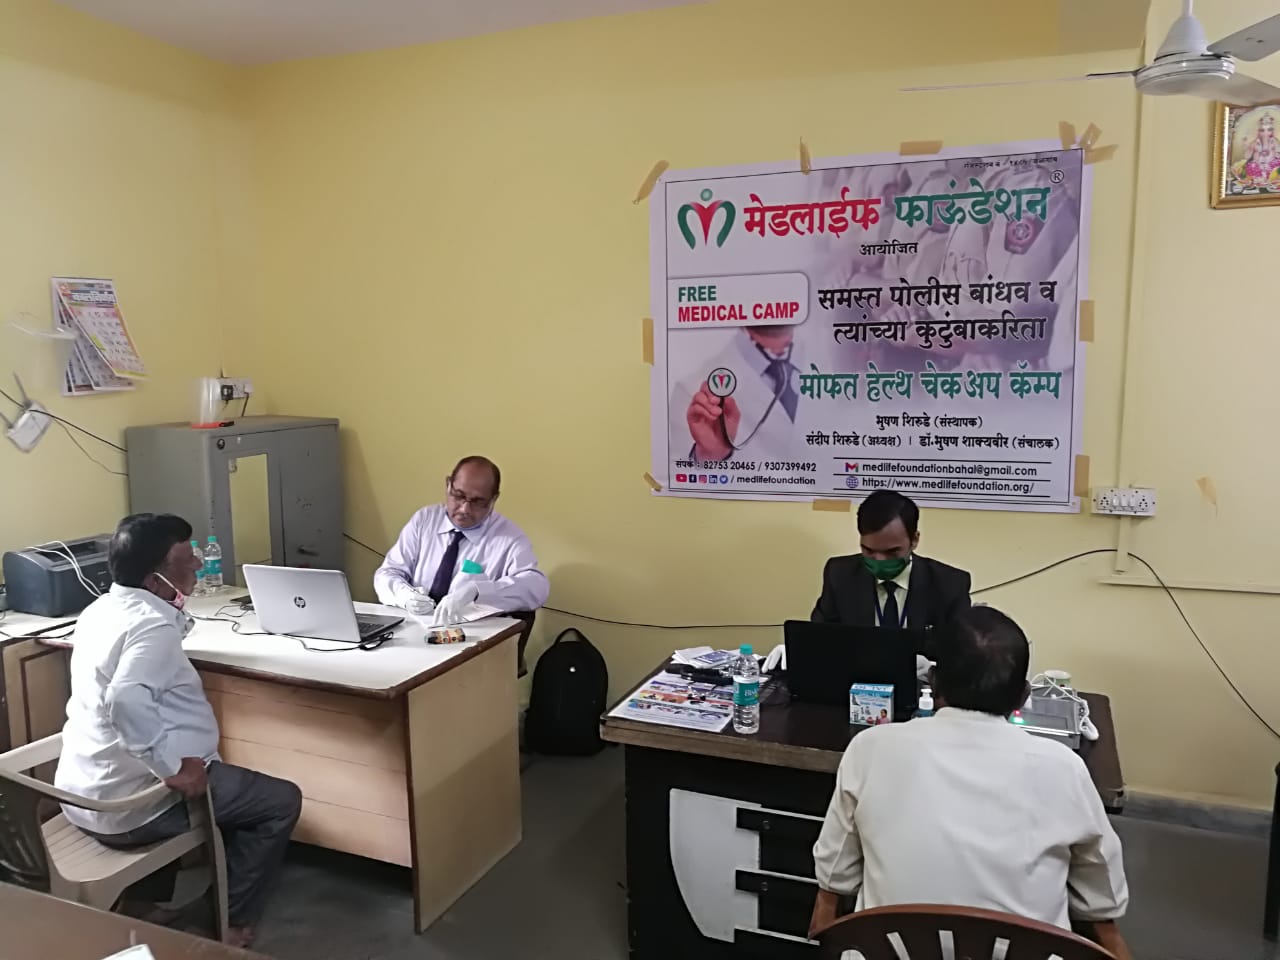 मेडलाईफ फाऊंडेशन ®
आयोजित
FREE
MEDICAL CAMP
समस्त पोलीस बांधव व
त्यांच्या कुटुंबाकरिता
मोफत हेल्थ चेकअप कॅम्प
भुषण शिरुडे (संस्थापक)
संदीप शिरुडे (अध्यक्ष) | डॉ.भुषण शाक्यवीर (संचालक)
संपर्क : 82753 20465 / 9307399492
/ medlifefoundation
medlifefoundationbahal@gmail.com
https://www.medlifefoundation.org/
hp